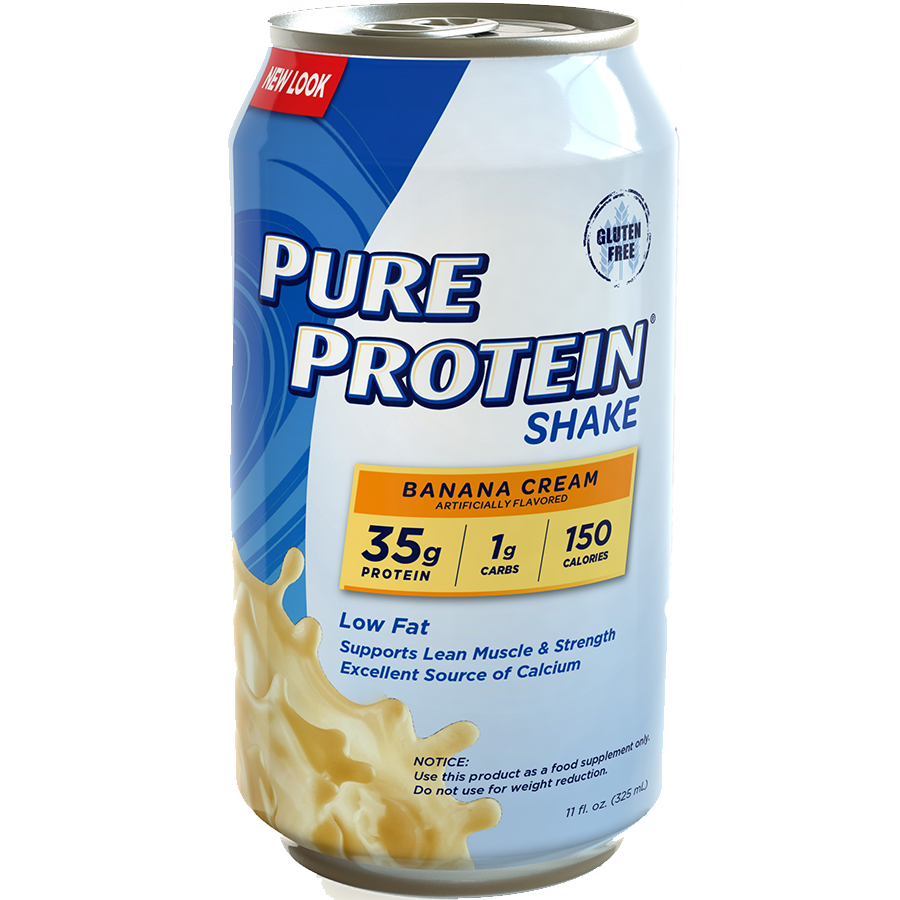 NEW LOOK
GLUTEN
FREE
PURE
PROTEIN®
SHAKE
BANANA CREAM
ARTIFICIALLY FLAVORED
35g
PROTEIN
1g
CARBS
150
CALORIES
Low Fat
Supports Lean Muscle & Strength
Excellent Source of Calcium
NOTICE:
Use this product as a food supplement only.
Do not use for weight reduction.
11 fl. oz. (325 mL)